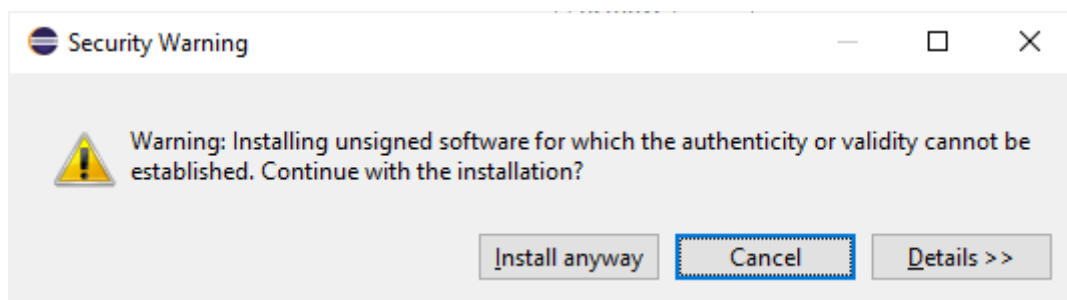 Security Warning
Warning: Installing unsigned software for which the authenticity or validity cannot be
established. Continue with the installation?
Install anyway
Cancel
Details >>